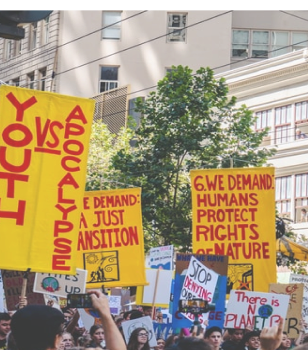 YOUTH
VS
APOCALYPSE
E DEMAND:
A JUST
ANSITION
6. WE DEMAND
HUMANS
PROTECT
RIGHTS
OF NATURE
STOP
DENYING
There is
PLANET